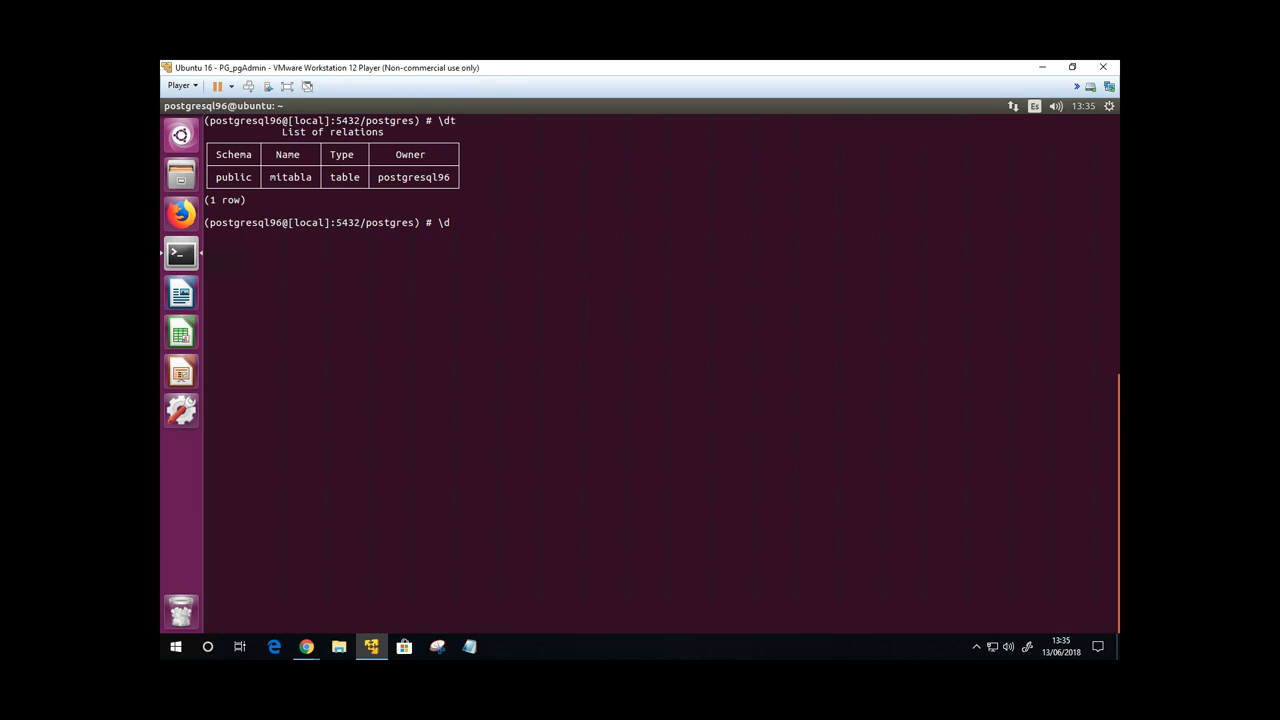 Ubuntu 16 - PG_pgAdmin - VMware Workstation 12 Player (Non-commercial use only)
Player
postgresql96@ubuntu: ~
Es
13:35
(postgresql96@[local]:5432/postgres) # \dt
List of relations
Schema Name Type Owner
public mitabla table postgresql96
(1 row)
(postgresql96@[local]:5432/postgres) # \d
13:35
13/06/2018